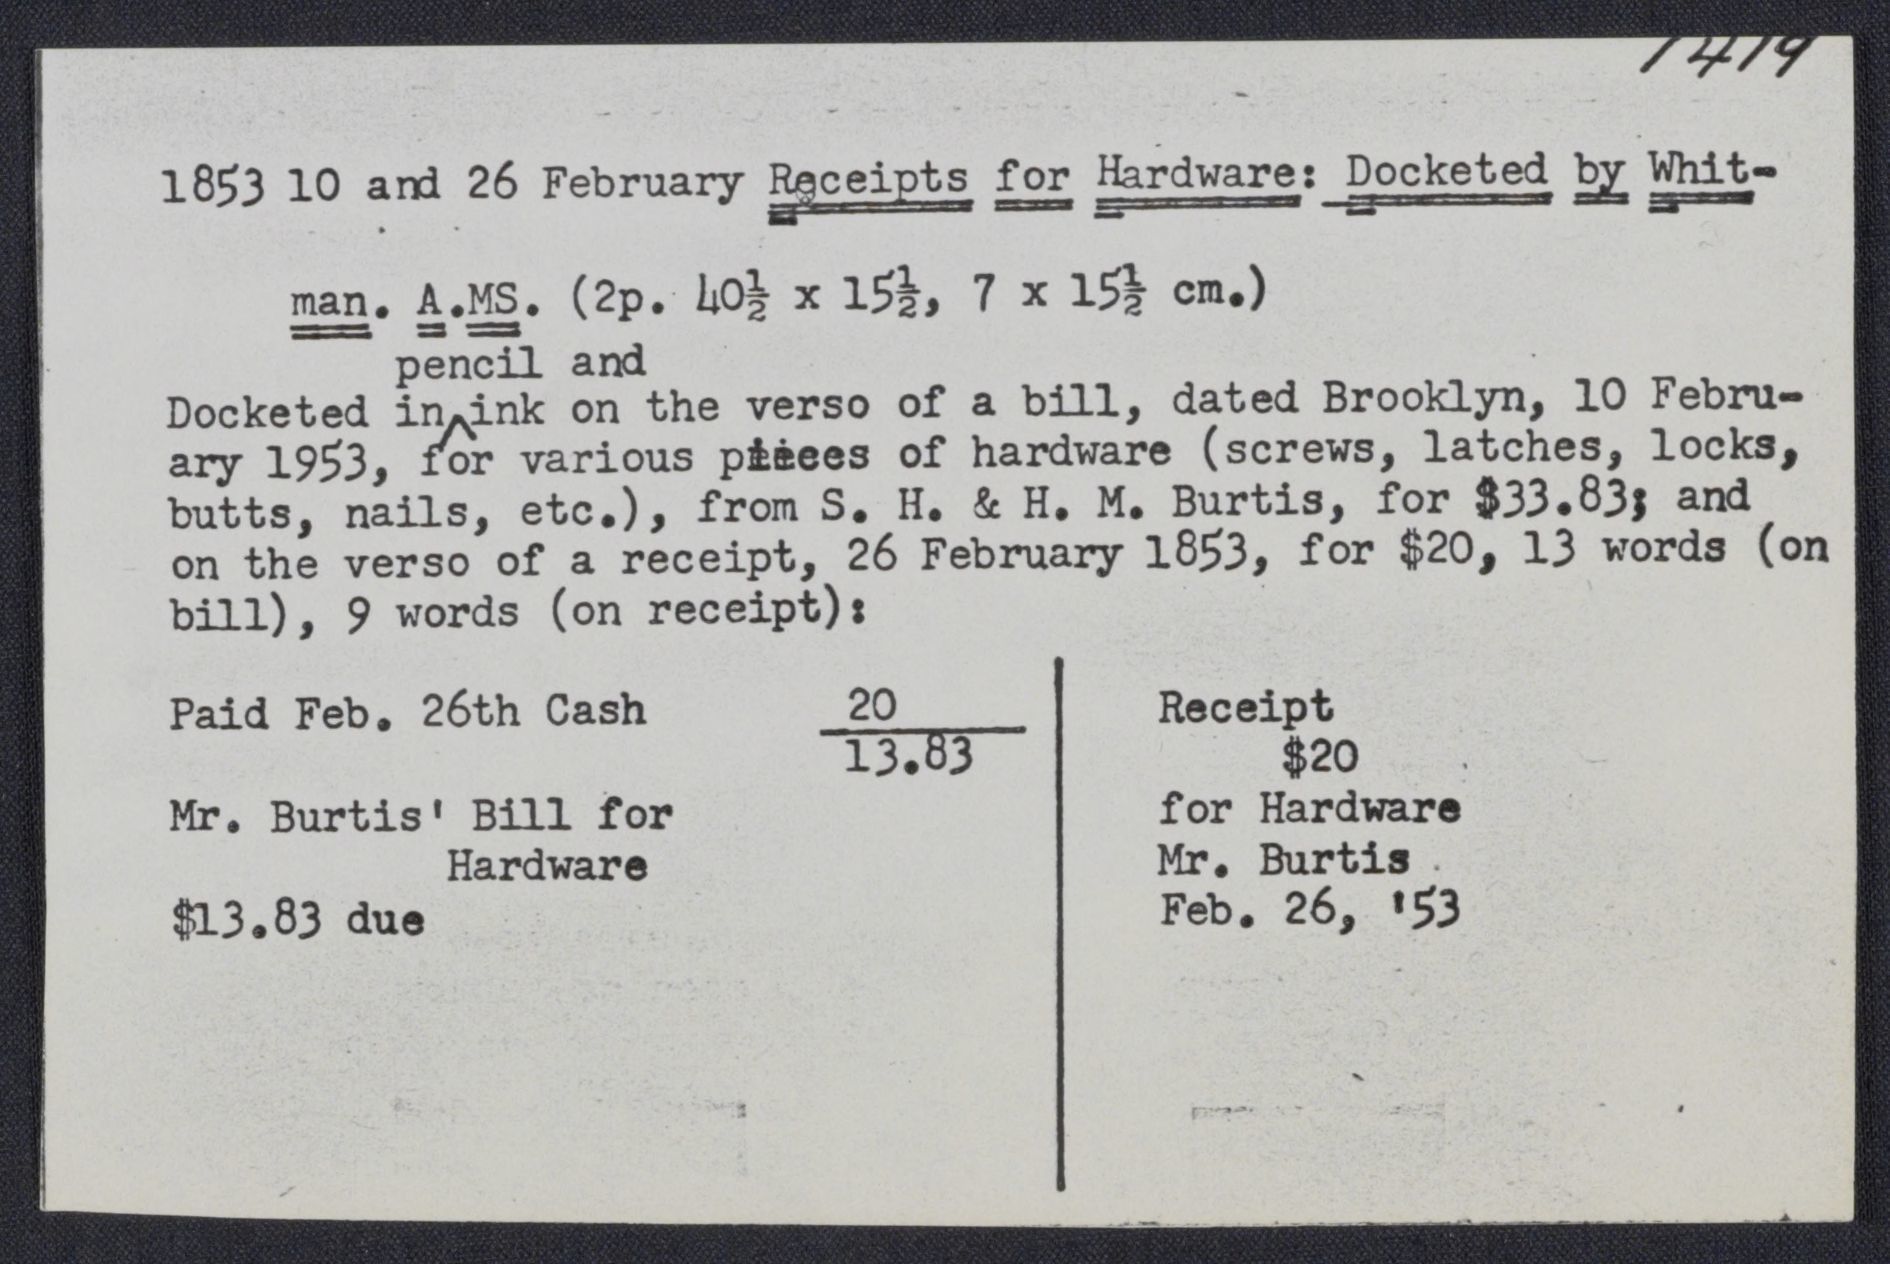 1419
1853 10 and 26 February Receipts for Hardware: Docketed by Whit-
man. A.MS. (2p. 40½ x 15½, 7 x 15½ cm.)
pencil and
Docketed in ink on the verso of a bill, dated Brooklyn, 10 Febru-
ary 1953, for various pieces of hardware (screws, latches, locks,
butts, nails, etc.), from S. H. & H. M. Burtis, for $33.83; and
on the verso of a receipt, 26 February 1853, for $20, 13 words (on
bill), 9 words (on receipt):
Paid Feb. 26th Cash 20
13.83
Mr. Burtis' Bill for
Hardware
$13.83 due
Receipt
$20
for Hardware
Mr. Burtis
Feb. 26, '53